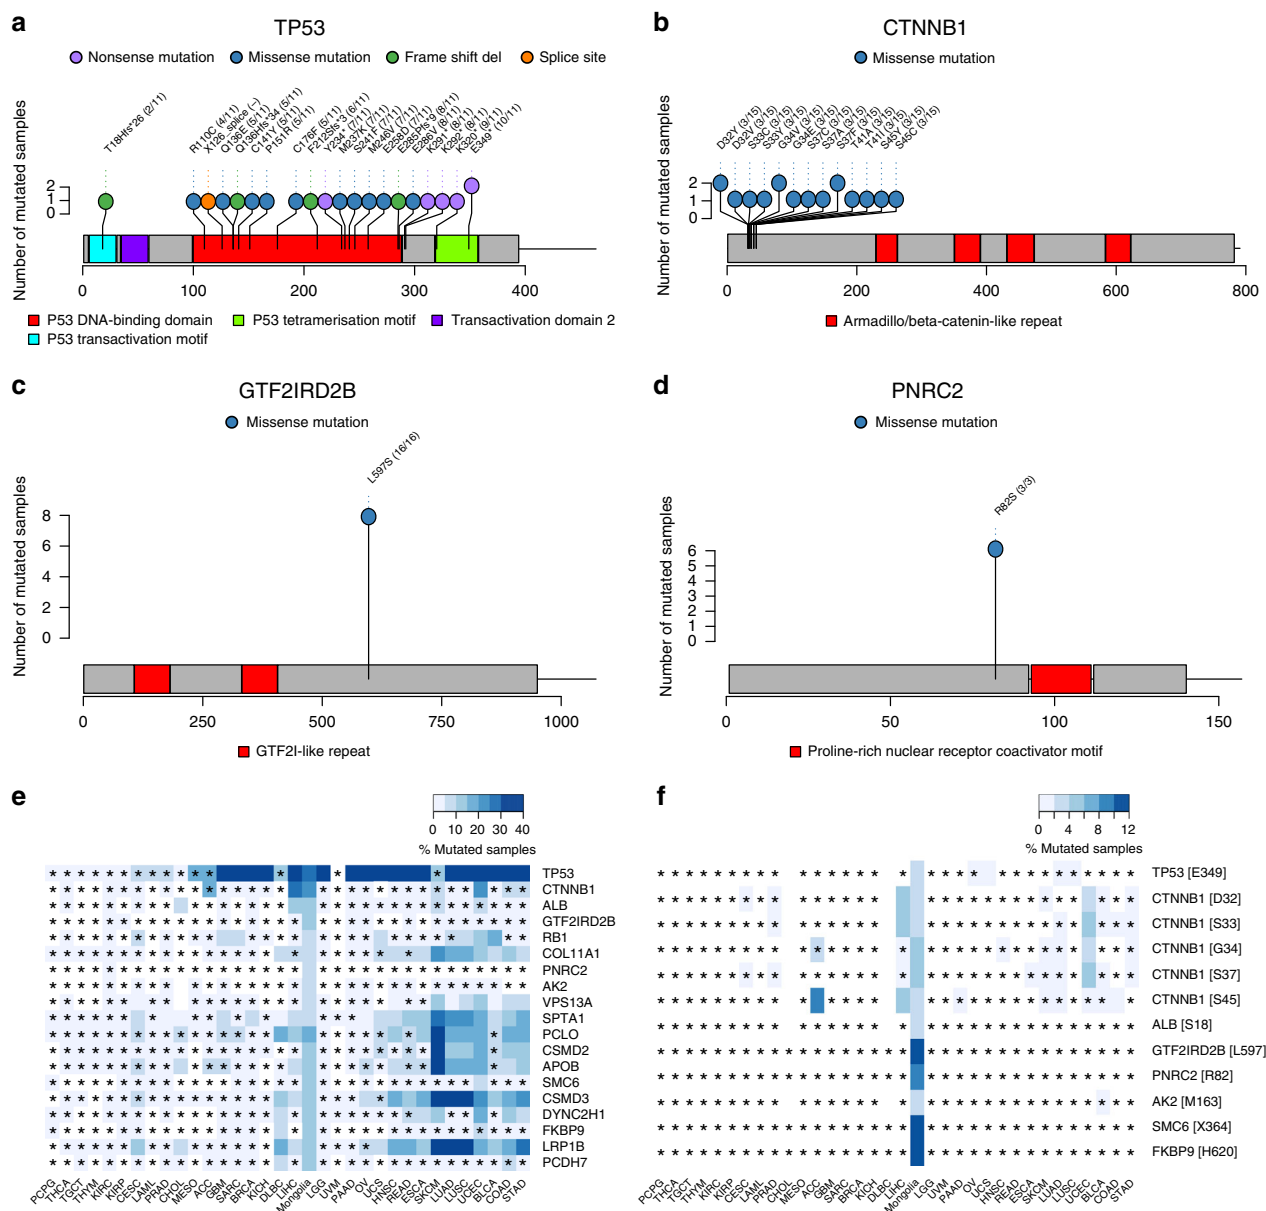 a
TP53
Nonsense mutation
Missense mutation
Frame shift del
Splice site
Number of mutated samples
2
1
0
T18Hfs*26 (2/11)
R110C (4/11)
X126_splice (–)
Q136E (5/11)
Q136Hfs*34 (5/11)
C141Y (5/11)
P151R (5/11)
C176F (5/11)
F212Sfs*3 (6/11)
Y234* (7/11)
M237K (7/11)
S241F (7/11)
M246V (7/11)
E258D (7/11)
E285Pfs*9 (8/11)
E286V (8/11)
K291* (8/11)
K292* (8/11)
K320* (9/11)
E349* (10/11)
0 100 200 300 400
P53 DNA-binding domain
P53 tetramerisation motif
Transactivation domain 2
P53 transactivation motif
b
CTNNB1
Missense mutation
Number of mutated samples
2
1
0
D32Y (3/15)
D32V (3/15)
S33C (3/15)
S33Y (3/15)
G34V (3/15)
G34E (3/15)
S37C (3/15)
S37A (3/15)
S37F (3/15)
T41A (3/15)
T41I (3/15)
S45F (3/15)
S45C (3/15)
0 200 400 600 800
Armadillo/beta-catenin-like repeat
c
GTF2IRD2B
Missense mutation
Number of mutated samples
8
6
4
2
0
L597S (16/16)
0 250 500 750 1000
GTF2I-like repeat
d
PNRC2
Missense mutation
Number of mutated samples
6
5
4
3
2
1
0
R82S (3/3)
0 50 100 150
Proline-rich nuclear receptor coactivator motif
e
0 10 20 30 40
% Mutated samples
TP53
CTNNB1
ALB
GTF2IRD2B
RB1
COL11A1
PNRC2
AK2
VPS13A
SPTA1
PCLO
CSMD2
APOB
SMC6
CSMD3
DYNC2H1
FKBP9
LRP1B
PCDH7
PCPG THCA TGCT THYM KIRC KIRP CESC LAML PRAD CHOL MESO ACC GBM SARC BRCA KICH DLBC LIHC Mongolia LGG UVM PAAD OV UCS HNSC READ ESCA SKCM LUAD LUSC UCEC BLCA COAD STAD
f
0 4 8 12
% Mutated samples
TP53 [E349]
CTNNB1 [D32]
CTNNB1 [S33]
CTNNB1 [G34]
CTNNB1 [S37]
CTNNB1 [S45]
ALB [S18]
GTF2IRD2B [L597]
PNRC2 [R82]
AK2 [M163]
SMC6 [X364]
FKBP9 [H620]
PCPG THCA TGCT THYM KIRC KIRP CESC LAML PRAD CHOL MESO ACC GBM SARC BRCA KICH DLBC LIHC Mongolia LGG UVM PAAD OV UCS HNSC READ ESCA SKCM LUAD LUSC UCEC BLCA COAD STAD